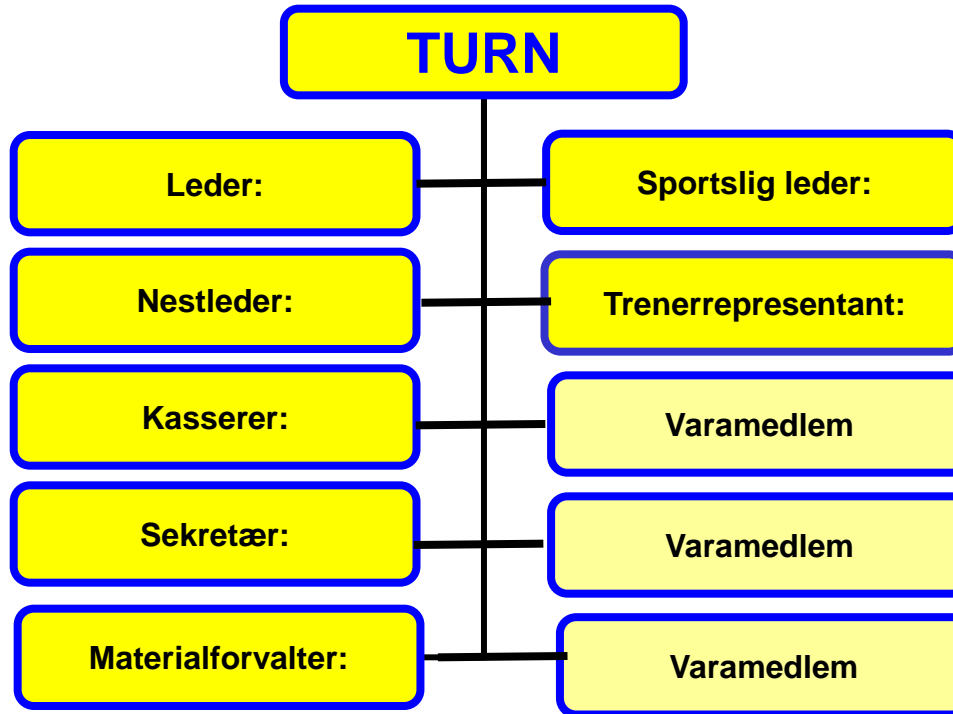 TURN
Leder:
Sportslig leder:
Nestleder:
Trenerrepresentant:
Kasserer:
Varamedlem
Sekretær:
Varamedlem
Materialforvalter:
Varamedlem